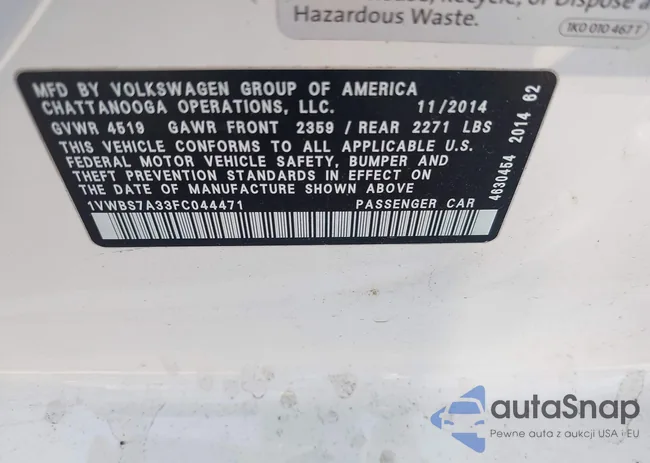 Recycle, or Dispose a
Hazardous Waste.
1K0 010 467 T
MFD BY VOLKSWAGEN GROUP OF AMERICA
CHATTANOOGA OPERATIONS, LLC. 11/2014
GVWR 4519 GAWR FRONT 2359 / REAR 2271 LBS
THIS VEHICLE CONFORMS TO ALL APPLICABLE U.S.
FEDERAL MOTOR VEHICLE SAFETY, BUMPER AND
THEFT PREVENTION STANDARDS IN EFFECT ON
THE DATE OF MANUFACTURE SHOWN ABOVE
1VWBS7A33FC044471 PASSENGER CAR
4630454 2014 62
autaSnap
Pewne auta z aukcji USA i EU